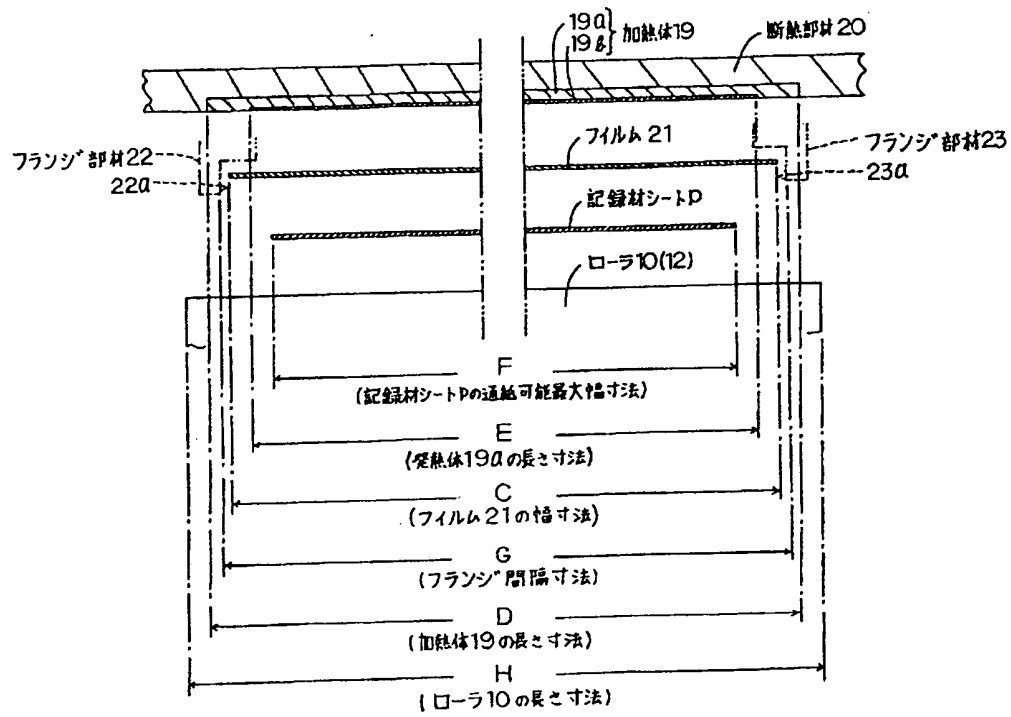 19a
19b
加熱体19
断熱部材20
フランジ部材22
22a
フィルム21
フランジ部材23
23a
記録材シートP
ローラ10(12)
F
(記録材シートPの通紙可能最大幅寸法)
E
(発熱体19aの長さ寸法)
C
(フィルム21の幅寸法)
G
(フランジ間隔寸法)
D
(加熱体19の長さ寸法)
H
(ローラ10の長さ寸法)